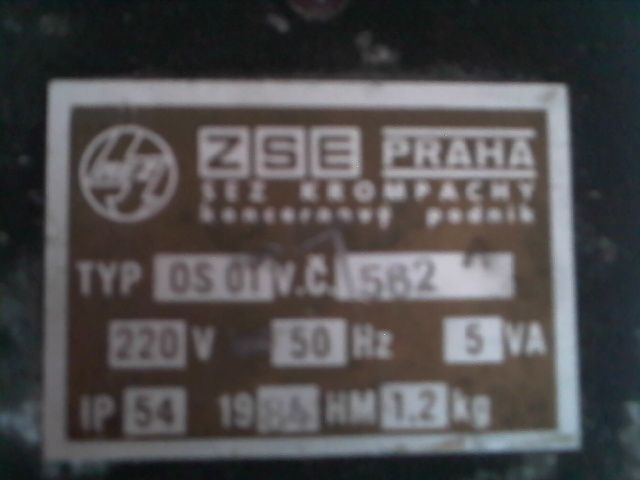 ZSE PRAHA
SEZ KROMPACHY
koncernový podnik
TYP OS 01 V.Č. 582
220 V 50 Hz 5 VA
IP 54 1984 HM 1,2 kg